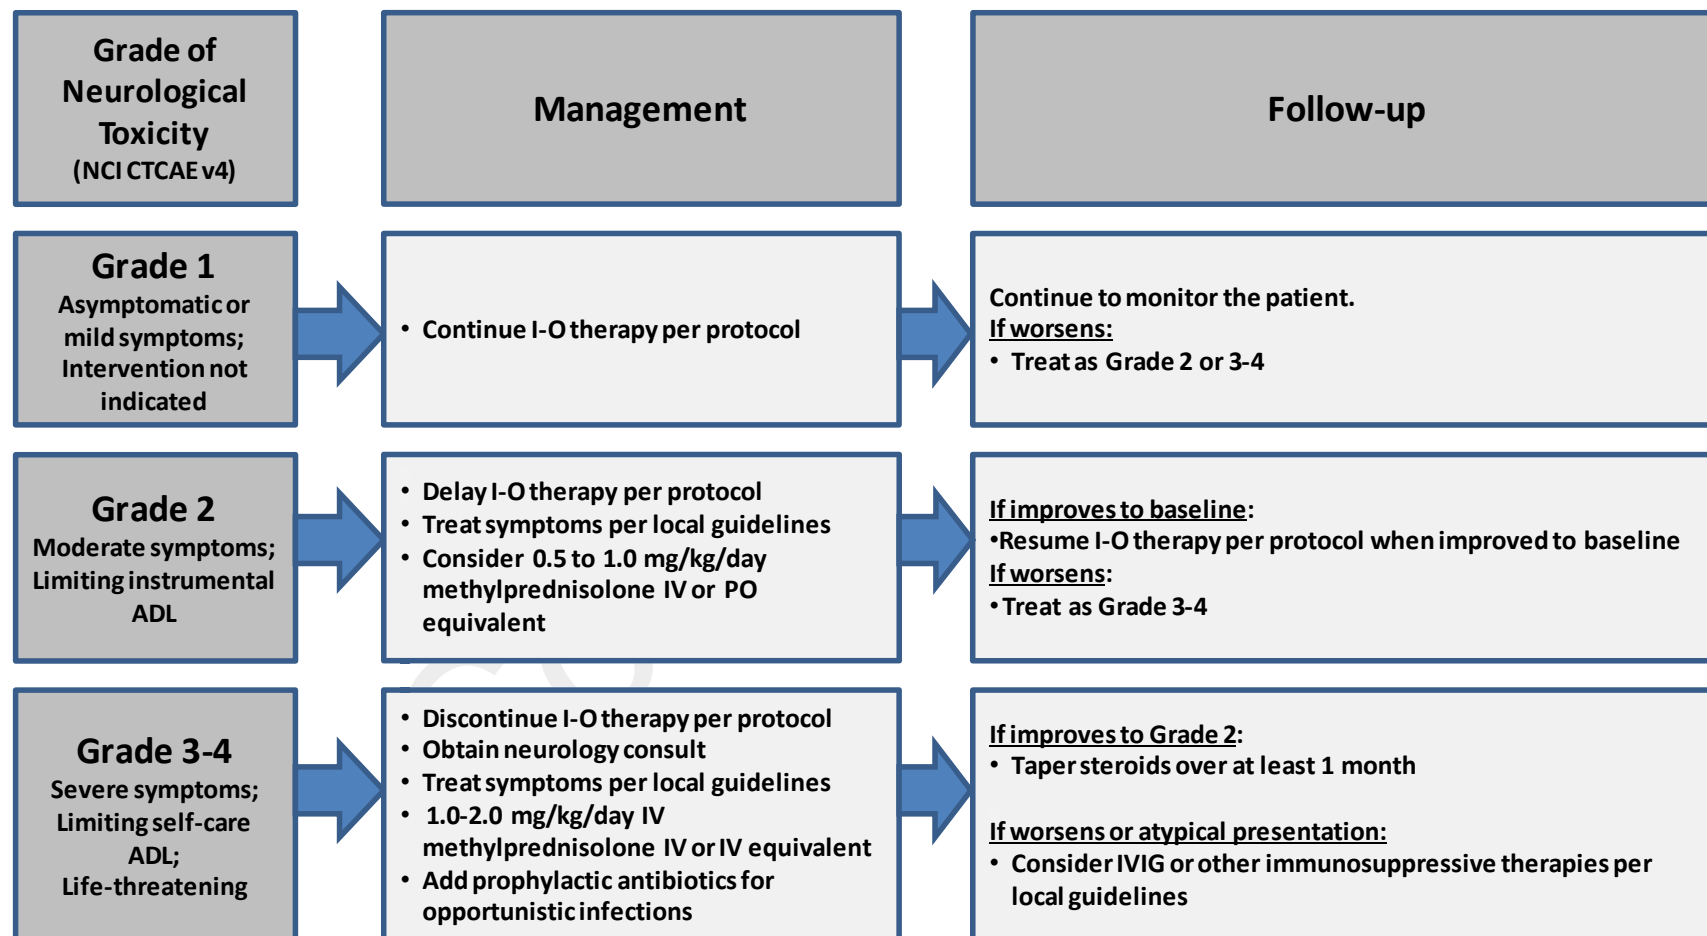 Grade of
Neurological
Toxicity
(NCI CTCAE v4)
Management
Follow-up
Grade 1
Asymptomatic or
mild symptoms;
Intervention not
indicated
• Continue I-O therapy per protocol
Continue to monitor the patient.
If worsens:
• Treat as Grade 2 or 3-4
Grade 2
Moderate symptoms;
Limiting instrumental
ADL
• Delay I-O therapy per protocol
• Treat symptoms per local guidelines
• Consider 0.5 to 1.0 mg/kg/day
methylprednisolone IV or PO
equivalent
If improves to baseline:
•Resume I-O therapy per protocol when improved to baseline
If worsens:
•Treat as Grade 3-4
Grade 3-4
Severe symptoms;
Limiting self-care
ADL;
Life-threatening
• Discontinue I-O therapy per protocol
• Obtain neurology consult
• Treat symptoms per local guidelines
• 1.0-2.0 mg/kg/day IV
methylprednisolone IV or IV equivalent
• Add prophylactic antibiotics for
opportunistic infections
If improves to Grade 2:
• Taper steroids over at least 1 month
If worsens or atypical presentation:
• Consider IVIG or other immunosuppressive therapies per
local guidelines